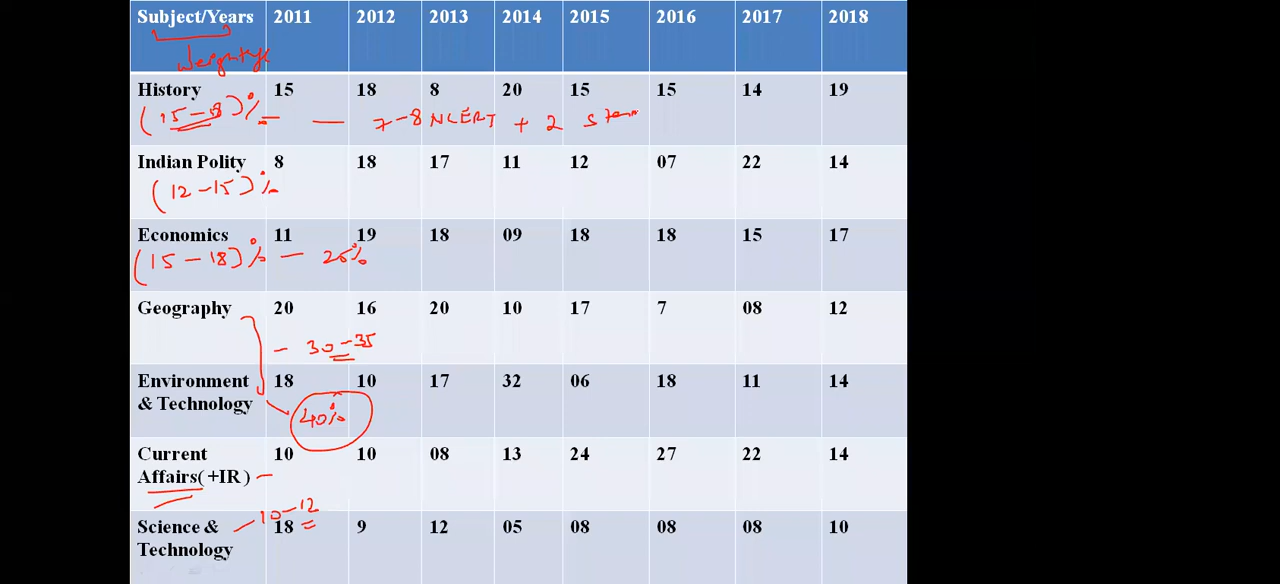 Subject/Years 2011 2012 2013 2014 2015 2016 2017 2018
Weightge
History 15 18 8 20 15 15 14 19
(15-18)% — 7-8 NCERT + 2 S
Indian Polity 8 18 17 11 12 07 22 14
(12-15)%
Economics 11 19 18 09 18 18 15 17
(15-18)% — 25%
Geography 20 16 20 10 17 7 08 12
- 30-35
Environment 18 10 17 32 06 18 11 14
& Technology
40%
Current 10 10 08 13 24 27 22 14
Affairs(+IR) -
10-12
Science & 18 9 12 05 08 08 08 10
Technology